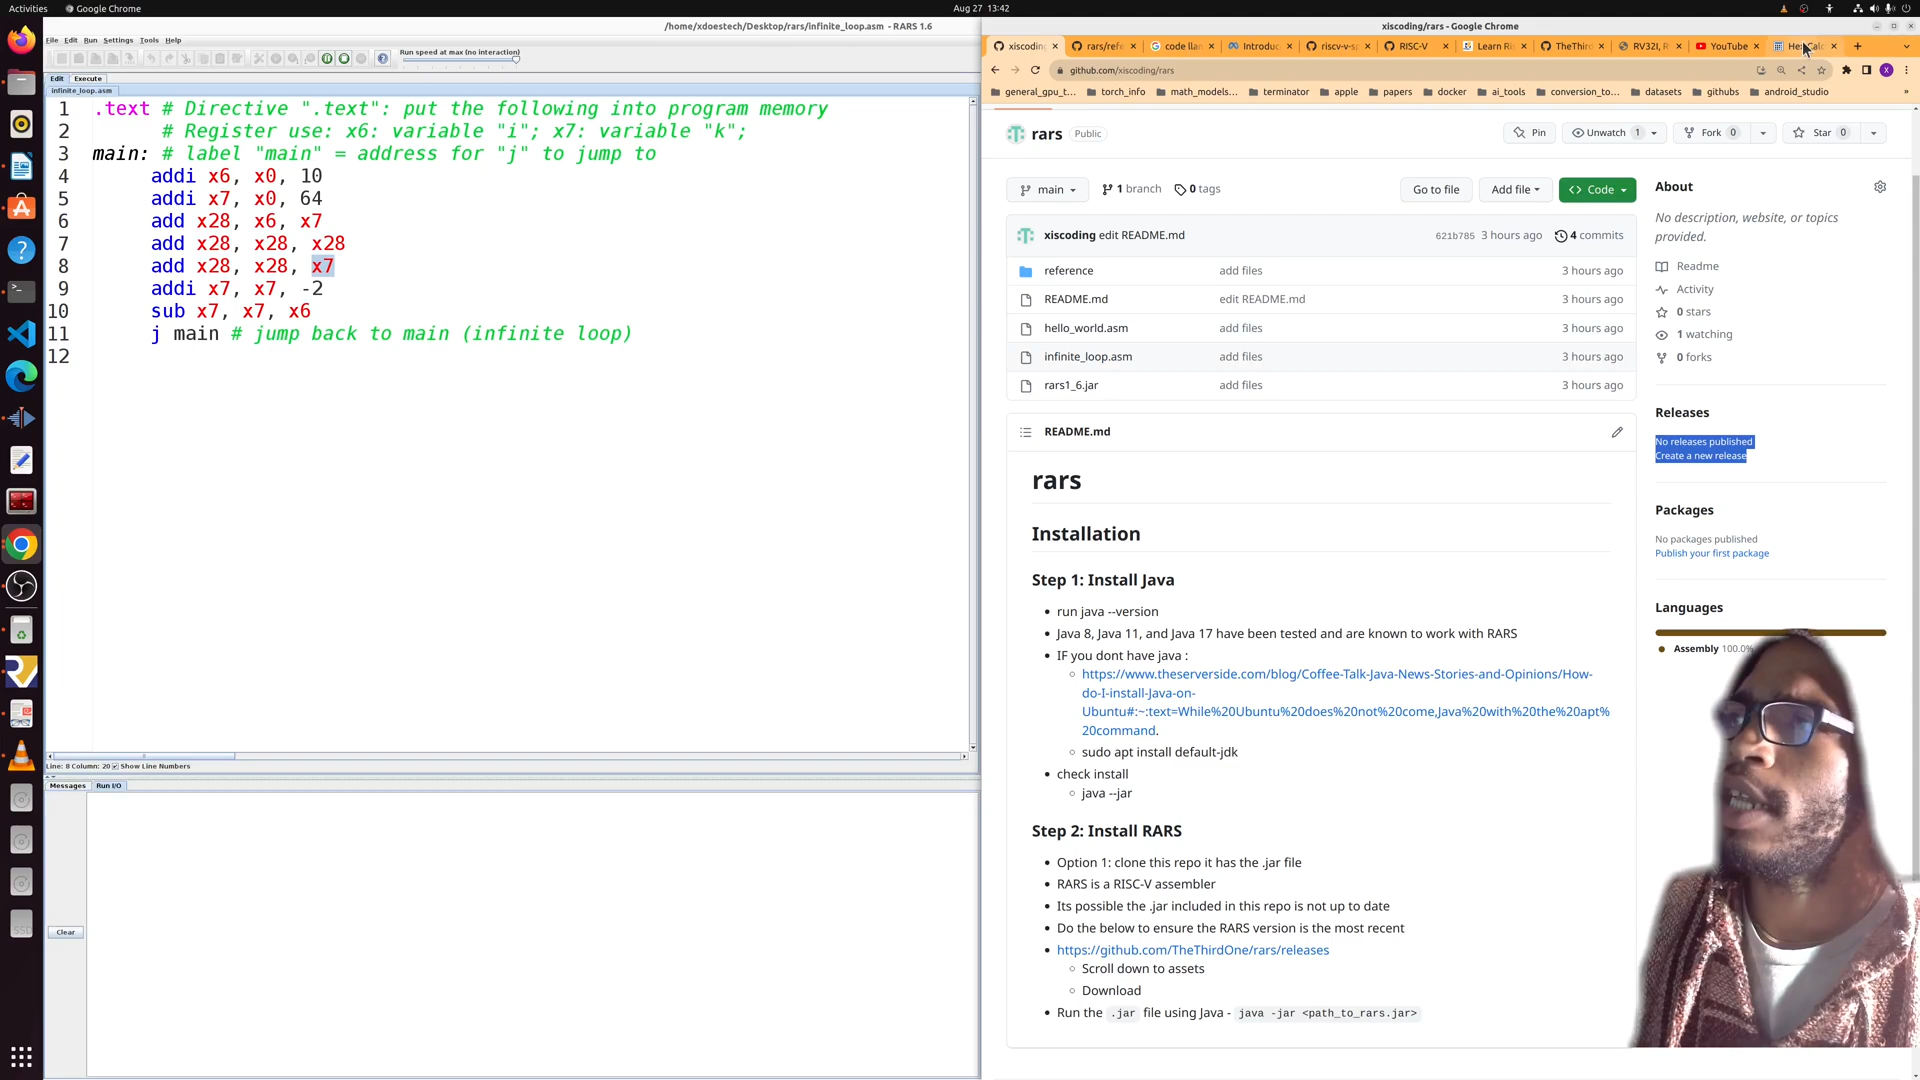 Activities
Google Chrome
Aug 27 13:42
/home/xdoestech/Desktop/rars/infinite_loop.asm - RARS 1.6
File Edit Run Settings Tools Help
Run speed at max (no interaction)
Edit Execute
infinite_loop.asm
1 .text # Directive ".text": put the following into program memory
2 # Register use: x6: variable "i"; x7: variable "k";
3 main: # label "main" = address for "j" to jump to
4 addi x6, x0, 10
5 addi x7, x0, 64
6 add x28, x6, x7
7 add x28, x28, x28
8 add x28, x28, x7
9 addi x7, x7, -2
10 sub x7, x7, x6
11 j main # jump back to main (infinite loop)
12
Line: 8 Column: 20 Show Line Numbers
Messages Run I/O
Clear
SSD
xiscoding/rars - Google Chrome
xiscoding
rars/ref
code llam
Introduc
riscv-v-sp
RISC-V
Learn Ri
TheThird
RV32I, R
YouTube
github.com/xiscoding/rars
X
general_gpu_t...
torch_info
math_models...
terminator
apple
papers
docker
ai_tools
conversion_to...
datasets
githubs
android_studio
»
rars Public
Pin
Unwatch 1
Fork 0
Star 0
main
1 branch
0 tags
Go to file
Add file
<> Code
xiscoding edit README.md 621b785 3 hours ago 4 commits
reference add files 3 hours ago
README.md edit README.md 3 hours ago
hello_world.asm add files 3 hours ago
infinite_loop.asm add files 3 hours ago
rars1_6.jar add files 3 hours ago
README.md
rars
Installation
Step 1: Install Java
• run java --version
• Java 8, Java 11, and Java 17 have been tested and are known to work with RARS
• IF you dont have java :
https://www.theserverside.com/blog/Coffee-Talk-Java-News-Stories-and-Opinions/How-
do-I-install-Java-on-
Ubuntu#:~:text=While%20Ubuntu%20does%20not%20come,Java%20with%20the%20apt%
20command.
sudo apt install default-jdk
• check install
java --jar
Step 2: Install RARS
• Option 1: clone this repo it has the .jar file
• RARS is a RISC-V assembler
• Its possible the .jar included in this repo is not up to date
• Do the below to ensure the RARS version is the most recent
• https://github.com/TheThirdOne/rars/releases
Scroll down to assets
Download
• Run the .jar file using Java - java -jar <path_to_rars.jar>
About
No description, website, or topics
provided.
Readme
Activity
0 stars
1 watching
0 forks
Releases
No releases published
Create a new release
Packages
No packages published
Publish your first package
Languages
Assembly 100.0%